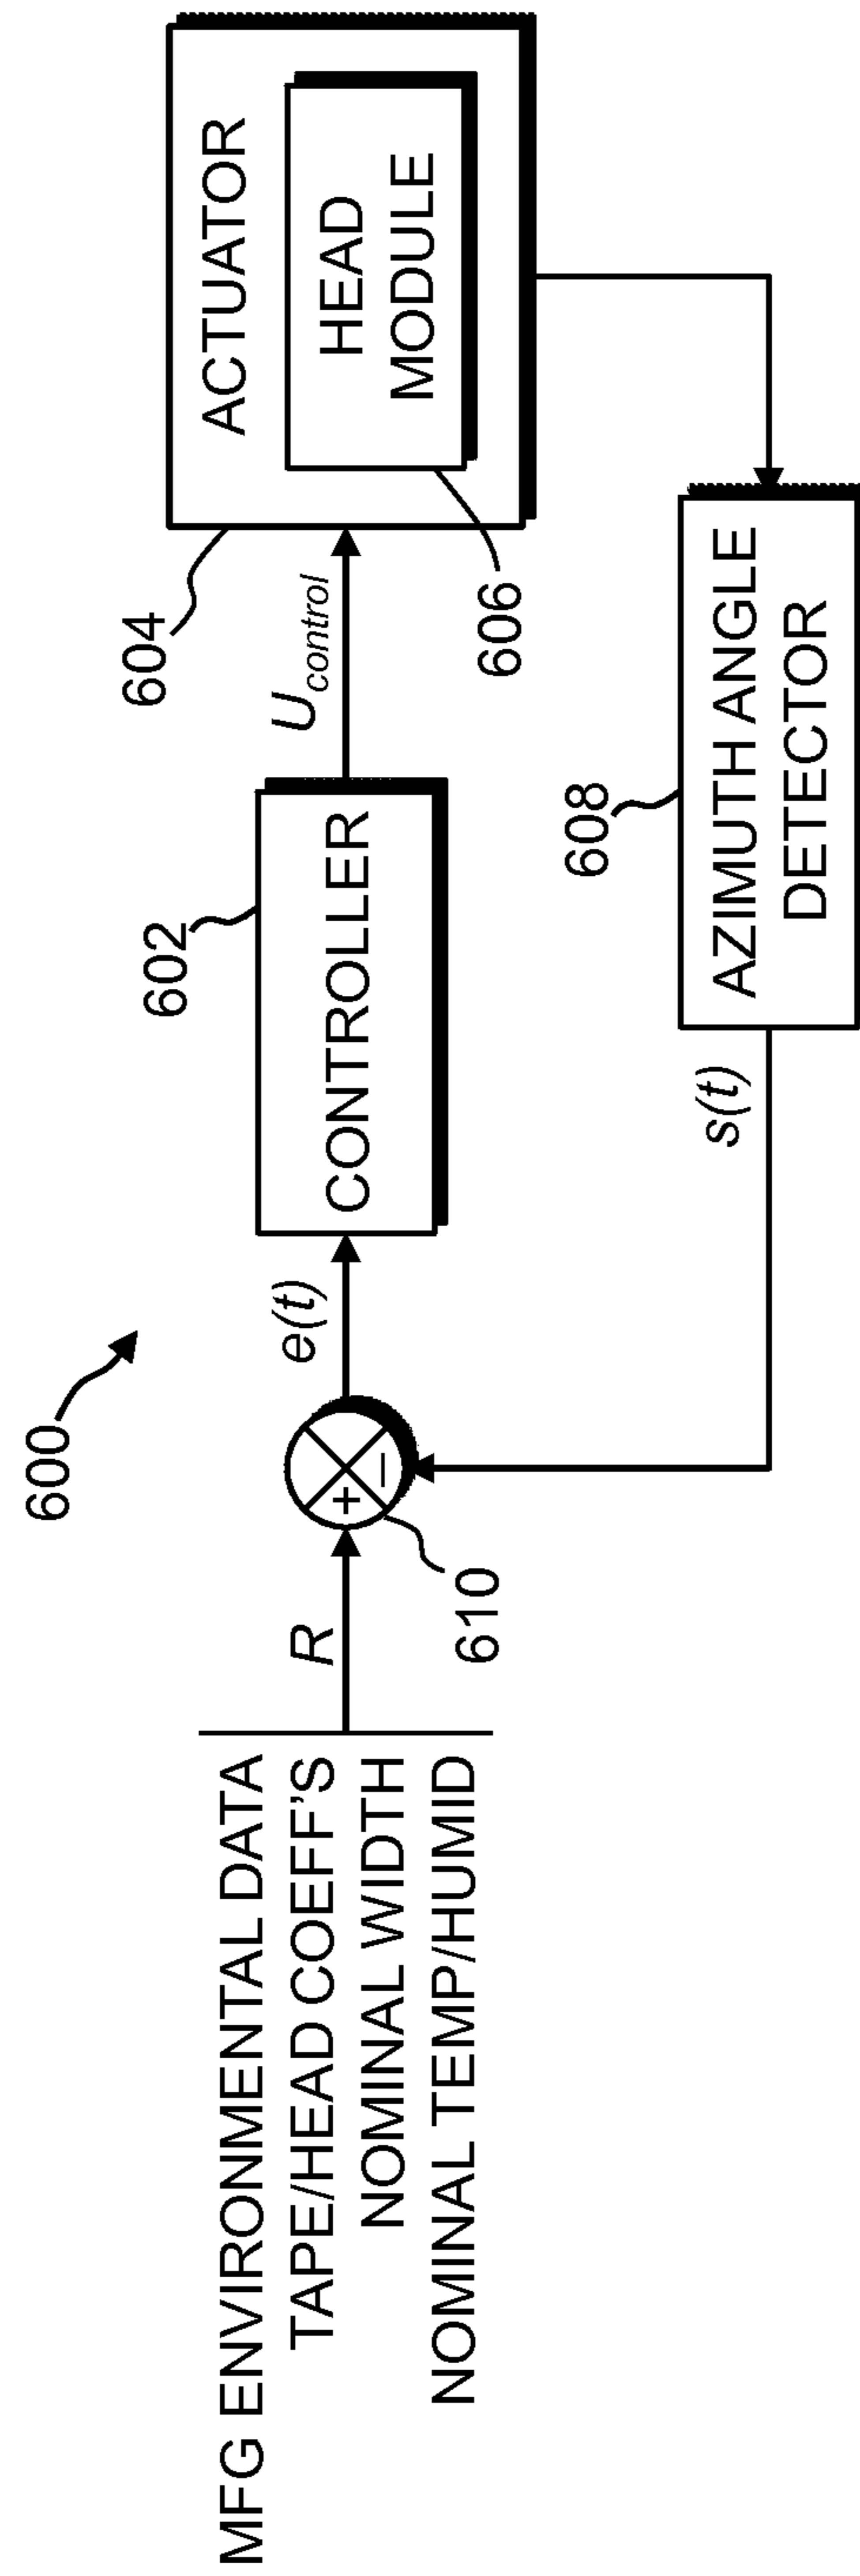 600
MFG ENVIRONMENTAL DATA
TAPE/HEAD COEFF'S
NOMINAL WIDTH
NOMINAL TEMP/HUMID
R
+
−
610
e(t)
602
CONTROLLER
U control
604
ACTUATOR
HEAD
MODULE
606
608
AZIMUTH ANGLE
DETECTOR
s(t)